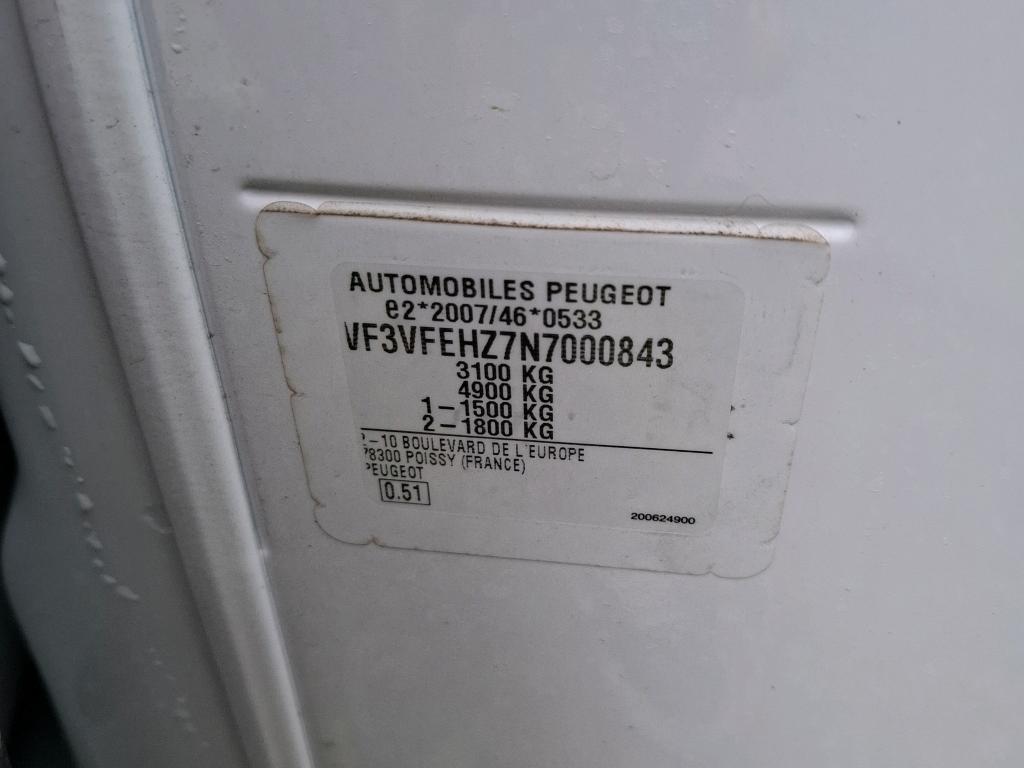 AUTOMOBILES PEUGEOT
e2*2007/46*0533
VF3VFEHZ7N7000843
3100 KG
4900 KG
1-1500 KG
2-1800 KG
2-10 BOULEVARD DE L'EUROPE
78300 POISSY (FRANCE)
PEUGEOT
0.51
200624900